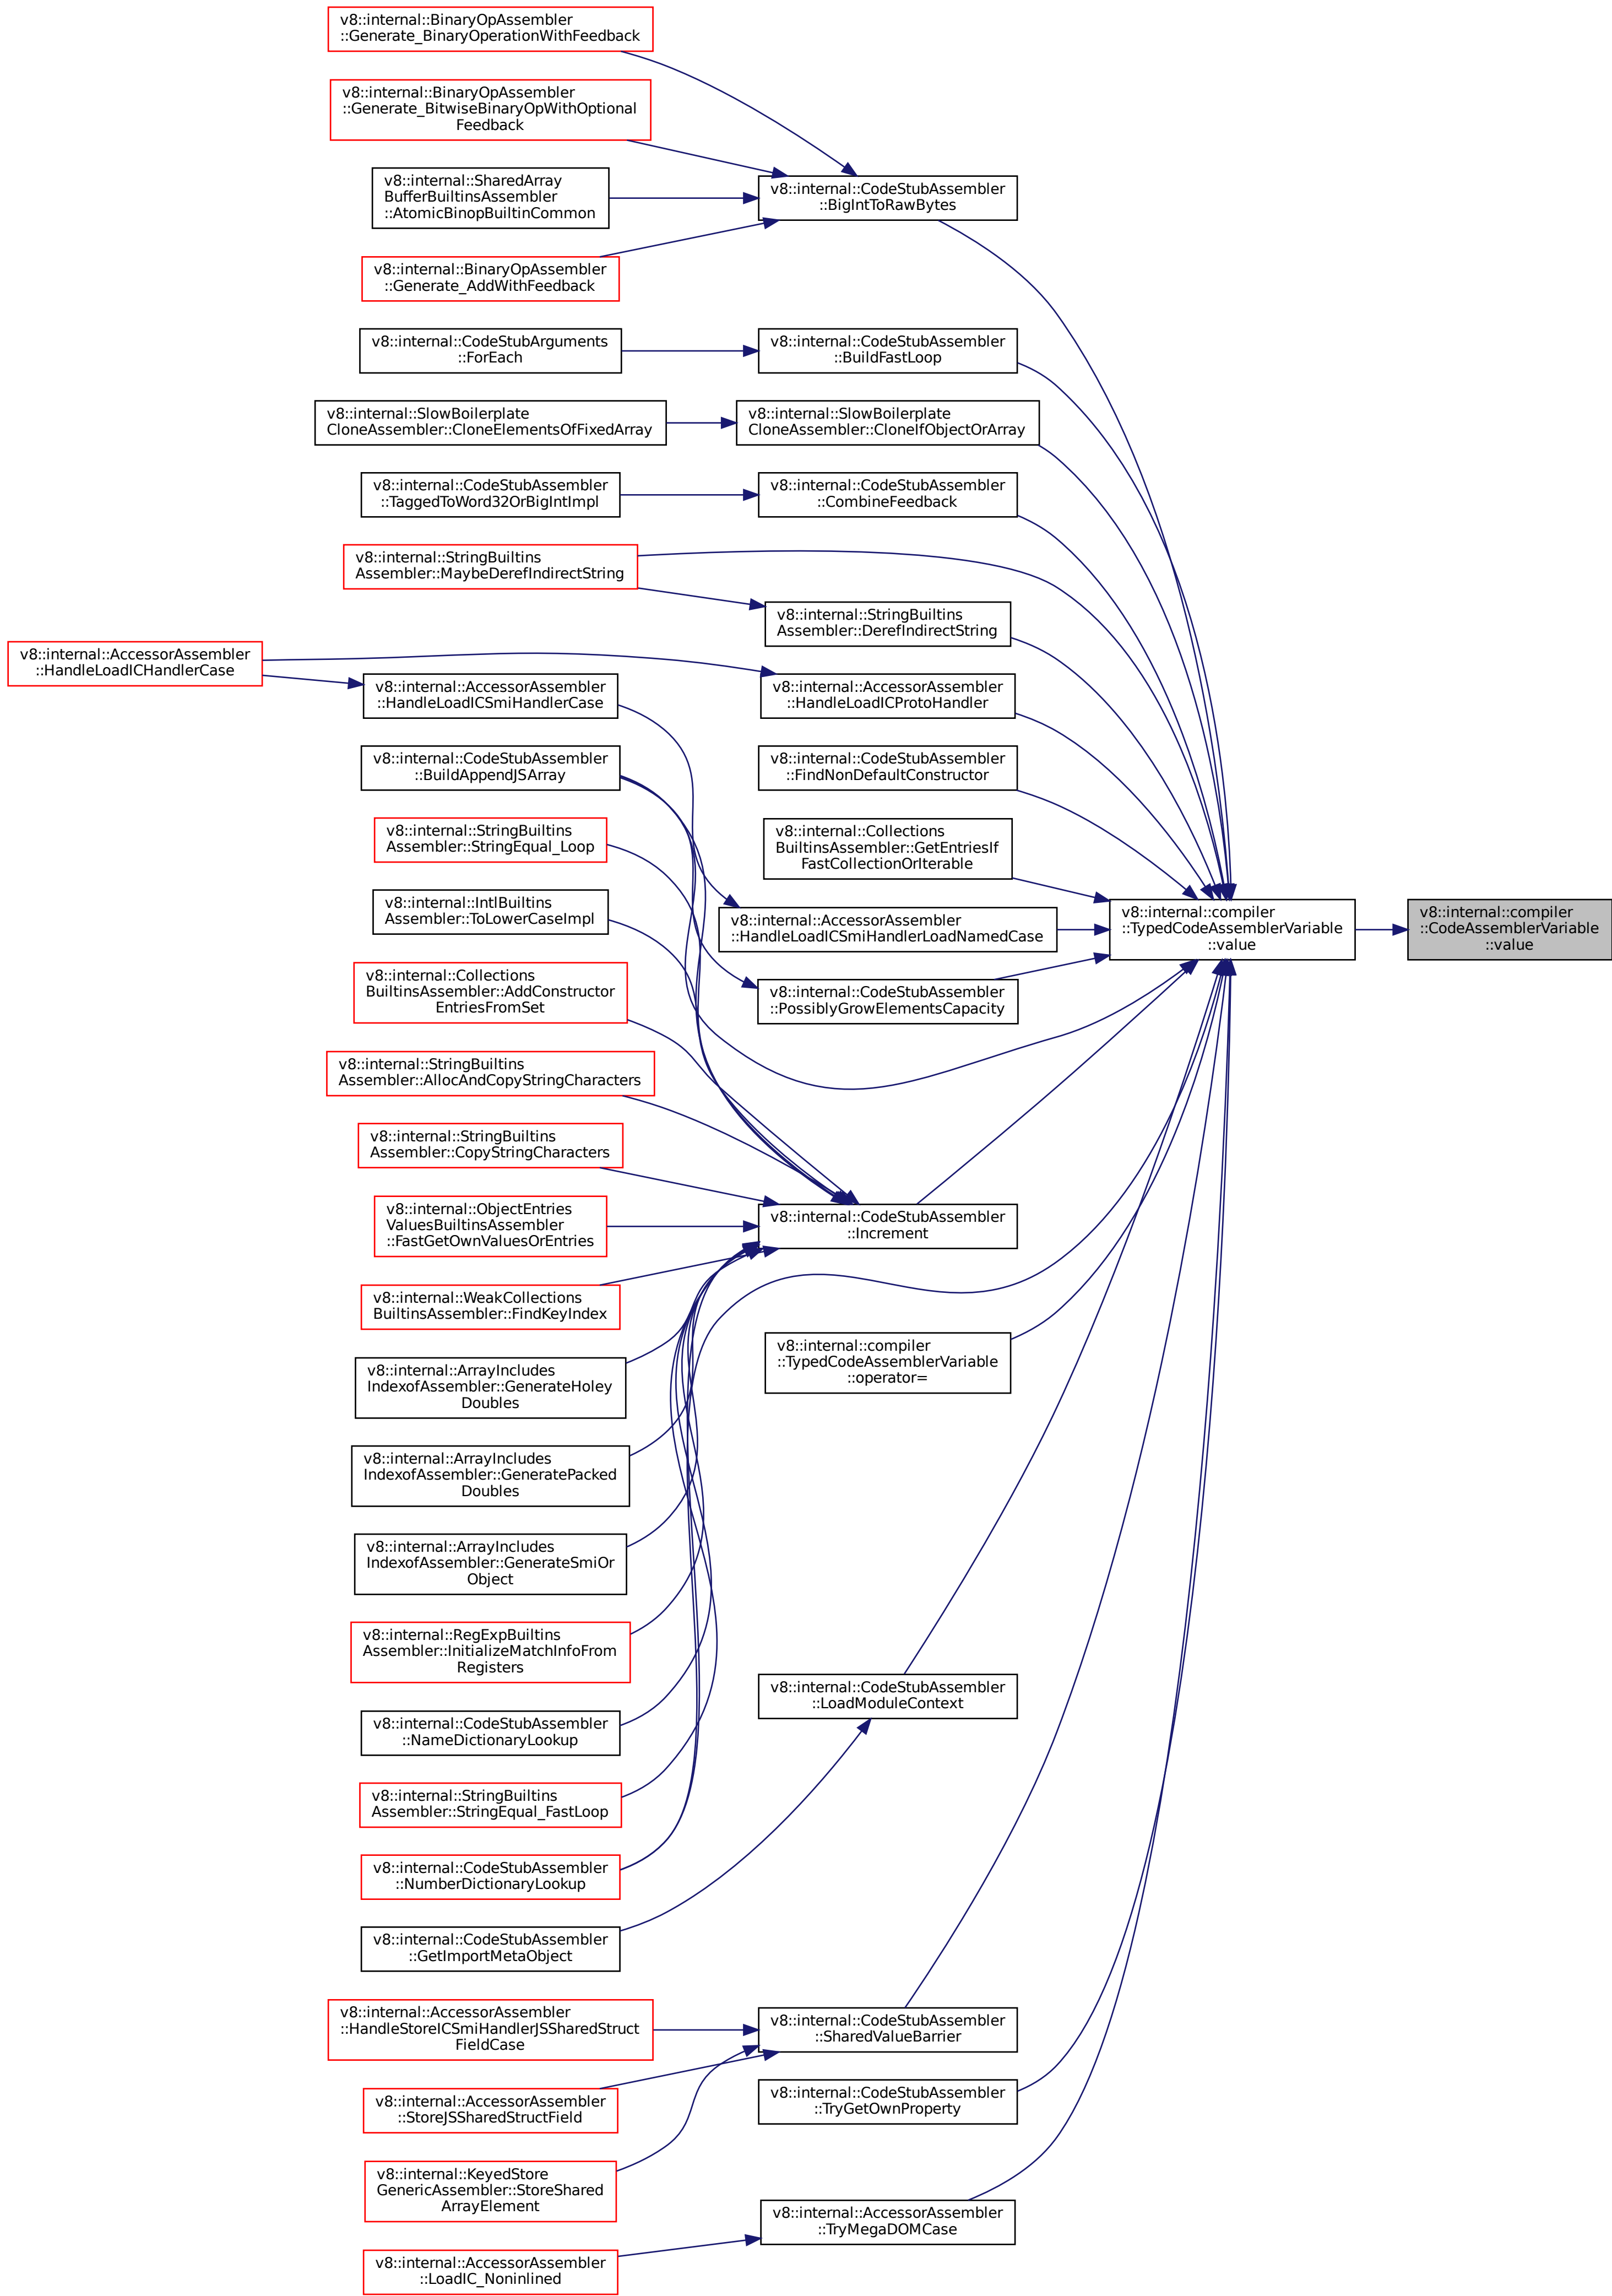 v8::internal::BinaryOpAssembler
::Generate_BinaryOperationWithFeedback
v8::internal::BinaryOpAssembler
::Generate_BitwiseBinaryOpWithOptional
Feedback
v8::internal::SharedArray
BufferBuiltinsAssembler
::AtomicBinopBuiltinCommon
v8::internal::CodeStubAssembler
::BigIntToRawBytes
v8::internal::BinaryOpAssembler
::Generate_AddWithFeedback
v8::internal::CodeStubArguments
::ForEach
v8::internal::CodeStubAssembler
::BuildFastLoop
v8::internal::SlowBoilerplate
CloneAssembler::CloneElementsOfFixedArray
v8::internal::SlowBoilerplate
CloneAssembler::CloneIfObjectOrArray
v8::internal::CodeStubAssembler
::TaggedToWord32OrBigIntImpl
v8::internal::CodeStubAssembler
::CombineFeedback
v8::internal::StringBuiltins
Assembler::MaybeDerefIndirectString
v8::internal::StringBuiltins
Assembler::DerefIndirectString
v8::internal::AccessorAssembler
::HandleLoadICHandlerCase
v8::internal::AccessorAssembler
::HandleLoadICSmiHandlerCase
v8::internal::AccessorAssembler
::HandleLoadICProtoHandler
v8::internal::CodeStubAssembler
::BuildAppendJSArray
v8::internal::CodeStubAssembler
::FindNonDefaultConstructor
v8::internal::StringBuiltins
Assembler::StringEqual_Loop
v8::internal::Collections
BuiltinsAssembler::GetEntriesIf
FastCollectionOrIterable
v8::internal::IntlBuiltins
Assembler::ToLowerCaseImpl
v8::internal::AccessorAssembler
::HandleLoadICSmiHandlerLoadNamedCase
v8::internal::compiler
::TypedCodeAssemblerVariable
::value
v8::internal::compiler
::CodeAssemblerVariable
::value
v8::internal::Collections
BuiltinsAssembler::AddConstructor
EntriesFromSet
v8::internal::CodeStubAssembler
::PossiblyGrowElementsCapacity
v8::internal::StringBuiltins
Assembler::AllocAndCopyStringCharacters
v8::internal::StringBuiltins
Assembler::CopyStringCharacters
v8::internal::ObjectEntries
ValuesBuiltinsAssembler
::FastGetOwnValuesOrEntries
v8::internal::CodeStubAssembler
::Increment
v8::internal::WeakCollections
BuiltinsAssembler::FindKeyIndex
v8::internal::compiler
::TypedCodeAssemblerVariable
::operator=
v8::internal::ArrayIncludes
IndexofAssembler::GenerateHoley
Doubles
v8::internal::ArrayIncludes
IndexofAssembler::GeneratePacked
Doubles
v8::internal::ArrayIncludes
IndexofAssembler::GenerateSmiOr
Object
v8::internal::RegExpBuiltins
Assembler::InitializeMatchInfoFrom
Registers
v8::internal::CodeStubAssembler
::LoadModuleContext
v8::internal::CodeStubAssembler
::NameDictionaryLookup
v8::internal::StringBuiltins
Assembler::StringEqual_FastLoop
v8::internal::CodeStubAssembler
::NumberDictionaryLookup
v8::internal::CodeStubAssembler
::GetImportMetaObject
v8::internal::AccessorAssembler
::HandleStoreICSmiHandlerJSSharedStruct
FieldCase
v8::internal::CodeStubAssembler
::SharedValueBarrier
v8::internal::AccessorAssembler
::StoreJSSharedStructField
v8::internal::CodeStubAssembler
::TryGetOwnProperty
v8::internal::KeyedStore
GenericAssembler::StoreShared
ArrayElement
v8::internal::AccessorAssembler
::TryMegaDOMCase
v8::internal::AccessorAssembler
::LoadIC_Noninlined